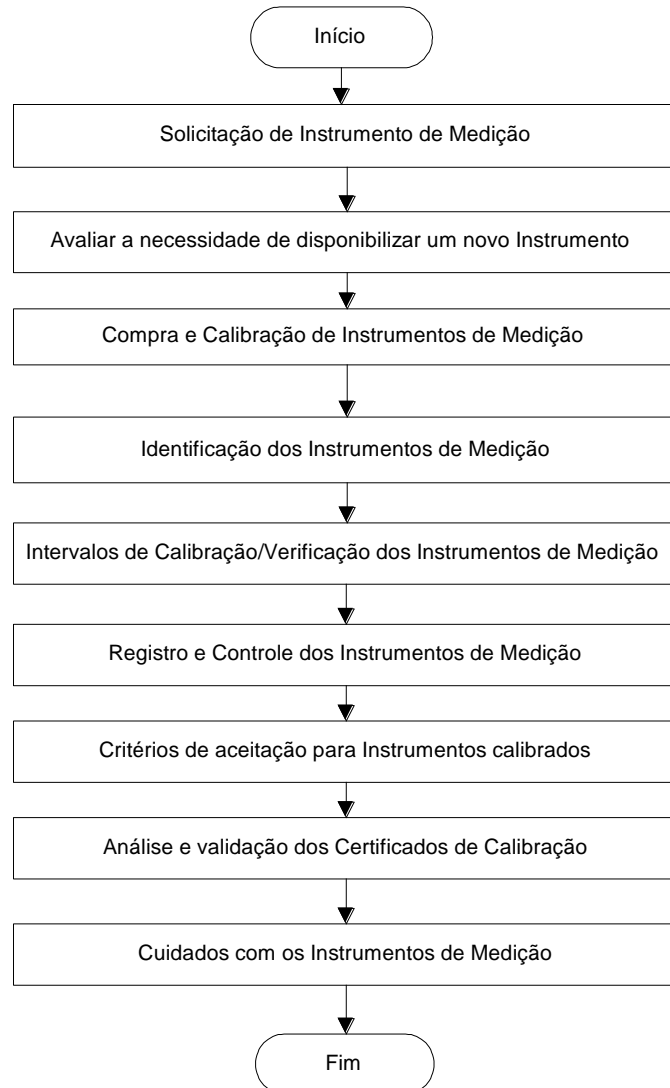 Início
Solicitação de Instrumento de Medição
Avaliar a necessidade de disponibilizar um novo Instrumento
Compra e Calibração de Instrumentos de Medição
Identificação dos Instrumentos de Medição
Intervalos de Calibração/Verificação dos Instrumentos de Medição
Registro e Controle dos Instrumentos de Medição
Critérios de aceitação para Instrumentos calibrados
Análise e validação dos Certificados de Calibração
Cuidados com os Instrumentos de Medição
Fim